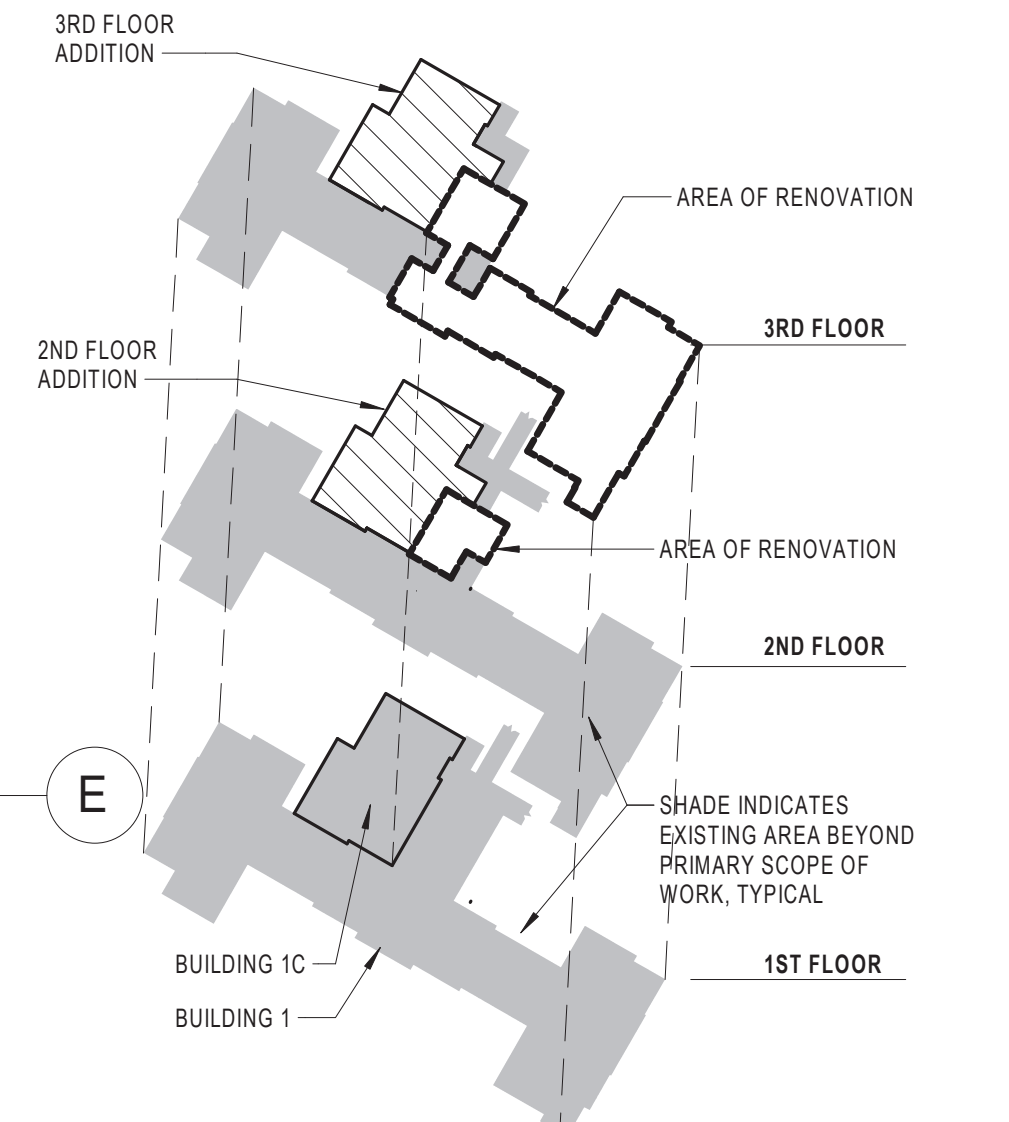 3RD FLOOR
ADDITION
AREA OF RENOVATION
3RD FLOOR
2ND FLOOR
ADDITION
AREA OF RENOVATION
2ND FLOOR
E
SHADE INDICATES
EXISTING AREA BEYOND
PRIMARY SCOPE OF
WORK, TYPICAL
BUILDING 1C
1ST FLOOR
BUILDING 1